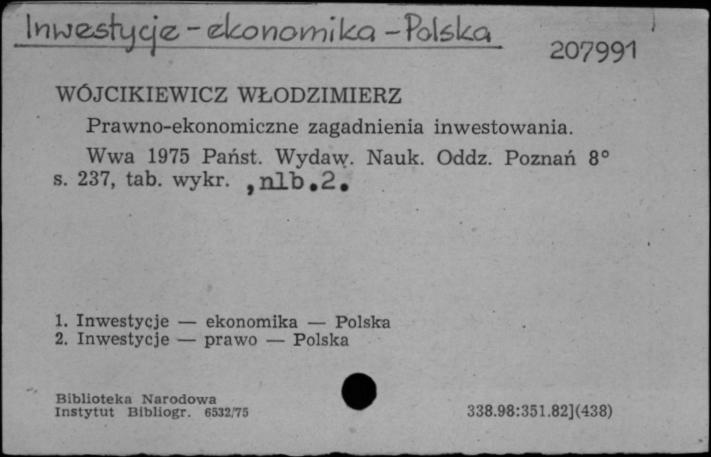 Inwestycje - ekonomika - Polska
207991
WÓJCIKIEWICZ WŁODZIMIERZ
Prawno-ekonomiczne zagadnienia inwestowania.
Wwa 1975 Państ. Wydaw. Nauk. Oddz. Poznań 8°
s. 237, tab. wykr. , nlb.2.
1. Inwestycje — ekonomika — Polska
2. Inwestycje — prawo — Polska
Biblioteka Narodowa
Instytut Bibliogr. 6532/75
338.98:351.82](438)